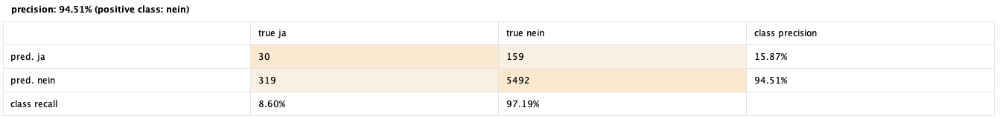 precision: 94.51% (positive class: nein)
true ja true nein class precision
pred. ja 30 159 15.87%
pred. nein 319 5492 94.51%
class recall 8.60% 97.19%